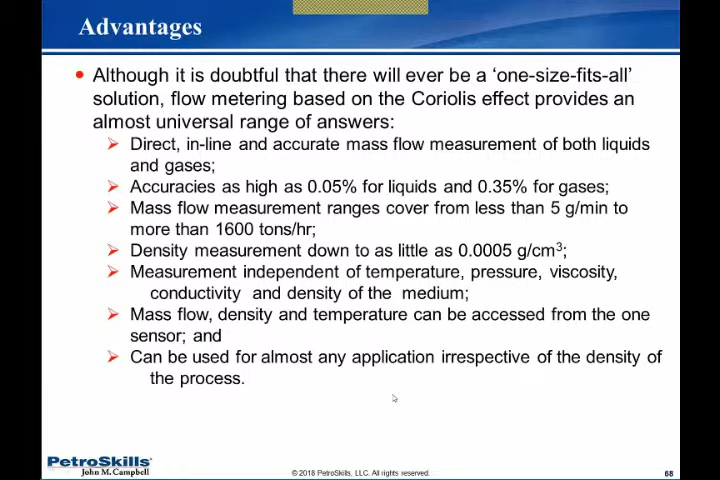 Advantages
Although it is doubtful that there will ever be a ‘one-size-fits-all’
solution, flow metering based on the Coriolis effect provides an
almost universal range of answers:
Direct, in-line and accurate mass flow measurement of both liquids
and gases;
Accuracies as high as 0.05% for liquids and 0.35% for gases;
Mass flow measurement ranges cover from less than 5 g/min to
more than 1600 tons/hr;
Density measurement down to as little as 0.0005 g/cm³;
Measurement independent of temperature, pressure, viscosity,
conductivity and density of the medium;
Mass flow, density and temperature can be accessed from the one
sensor; and
Can be used for almost any application irrespective of the density of
the process.
PetroSkills
John M. Campbell
© 2018 PetroSkills, LLC. All rights reserved.
68